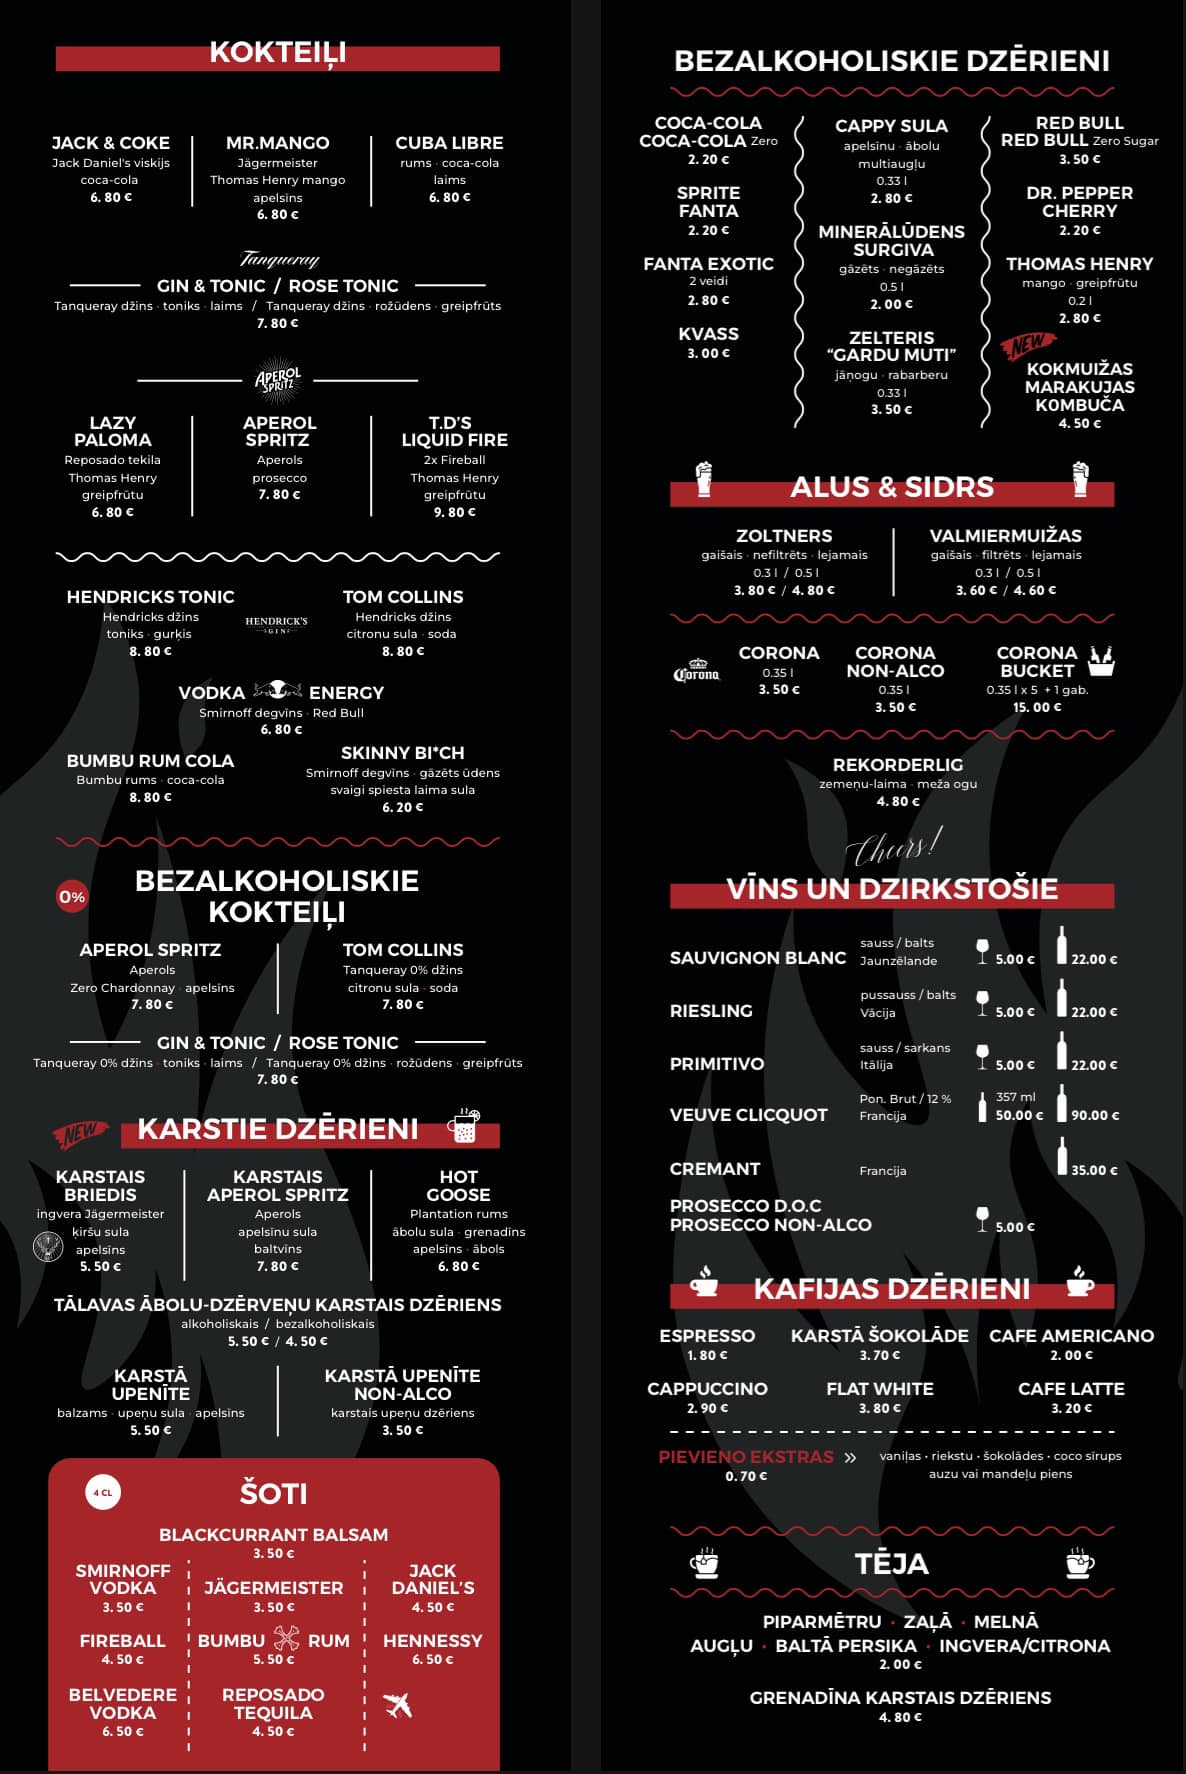 KOKTEIĻI
JACK & COKE
Jack Daniel's viskijs
coca-cola
6. 80 €
MR.MANGO
Jägermeister
Thomas Henry mango
apelsīns
6. 80 €
CUBA LIBRE
rums · coca-cola
laims
6. 80 €
Tanqueray
GIN & TONIC / ROSE TONIC
Tanqueray džins · toniks · laims / Tanqueray džins · rožūdens · greipfrūts
7. 80 €
APEROL
SPRITZ
LAZY
PALOMA
Reposado tekila
Thomas Henry
greipfrūtu
6. 80 €
APEROL
SPRITZ
Aperols
prosecco
7. 80 €
T.D'S
LIQUID FIRE
2x Fireball
Thomas Henry
greipfrūtu
9. 80 €
HENDRICKS TONIC
Hendricks džins
toniks · gurķis
8. 80 €
HENDRICK'S
GIN
TOM COLLINS
Hendricks džins
citronu sula · soda
8. 80 €
VODKA ENERGY
Smirnoff degvīns · Red Bull
6. 80 €
BUMBU RUM COLA
Bumbu rums · coca-cola
8. 80 €
SKINNY BI*CH
Smirnoff degvīns · gāzēts ūdens
svaigi spiesta laima sula
6. 20 €
0%
BEZALKOHOLISKIE
KOKTEIĻI
APEROL SPRITZ
Aperols
Zero Chardonnay · apelsīns
7. 80 €
TOM COLLINS
Tanqueray 0% džins
citronu sula · soda
7. 80 €
GIN & TONIC / ROSE TONIC
Tanqueray 0% džins · toniks · laims / Tanqueray 0% džins · rožūdens · greipfrūts
7. 80 €
NEW
KARSTIE DZĒRIENI
KARSTAIS
BRIEDIS
ingvera Jägermeister
ķiršu sula
apelsīns
5. 50 €
KARSTAIS
APEROL SPRITZ
Aperols
apelsīnu sula
baltvīns
7. 80 €
HOT
GOOSE
Plantation rums
ābolu sula · grenadīns
apelsīns · ābols
6. 80 €
TĀLAVAS ĀBOLU-DZĒRVEŅU KARSTAIS DZĒRIENS
alkoholiskais / bezalkoholiskais
5. 50 € / 4. 50 €
KARSTĀ
UPENĪTE
balzams · upeņu sula · apelsīns
5. 50 €
KARSTĀ UPENĪTE
NON-ALCO
karstais upeņu dzēriens
3. 50 €
4 CL
ŠOTI
BLACKCURRANT BALSAM
3. 50 €
SMIRNOFF
VODKA
3. 50 €
JÄGERMEISTER
3. 50 €
JACK
DANIEL'S
4. 50 €
FIREBALL
4. 50 €
BUMBU RUM
5. 50 €
HENNESSY
6. 50 €
BELVEDERE
VODKA
6. 50 €
REPOSADO
TEQUILA
4. 50 €
BEZALKOHOLISKIE DZĒRIENI
COCA-COLA
COCA-COLA Zero
2. 20 €
SPRITE
FANTA
2. 20 €
FANTA EXOTIC
2 veidi
2. 80 €
KVASS
3. 00 €
CAPPY SULA
apelsīnu · ābolu
multiaugļu
0.33 l
2. 80 €
MINERĀLŪDENS
SURGIVA
gāzēts · negāzēts
0.5 l
2. 00 €
ZELTERIS
“GARDU MUTI”
jāņogu · rabarberu
0.33 l
3. 50 €
RED BULL
RED BULL Zero Sugar
3. 50 €
DR. PEPPER
CHERRY
2. 20 €
THOMAS HENRY
mango · greipfrūtu
0.2 l
2. 80 €
NEW
KOKMUIŽAS
MARAKUJAS
KOMBUČA
4. 50 €
ALUS & SIDRS
ZOLTNERS
gaišais · nefiltrēts · lejamais
0.3 l / 0.5 l
3. 80 € / 4. 80 €
VALMIERMUIŽAS
gaišais · filtrēts · lejamais
0.3 l / 0.5 l
3. 60 € / 4. 60 €
Corona
CORONA
0.35 l
3. 50 €
CORONA
NON-ALCO
0.35 l
3. 50 €
CORONA
BUCKET
0.35 l x 5 + 1 gab.
15. 00 €
REKORDERLIG
zemeņu-laima · meža ogu
4. 80 €
Cheers!
VĪNS UN DZIRKSTOŠIE
SAUVIGNON BLANC
sauss / balts
Jaunzēlande
5.00 € 22.00 €
RIESLING
pussauss / balts
Vācija
5.00 € 22.00 €
PRIMITIVO
sauss / sarkans
Itālija
5.00 € 22.00 €
VEUVE CLICQUOT
Pon. Brut / 12 %
Francija
357 ml
50.00 € 90.00 €
CREMANT
Francija
35.00 €
PROSECCO D.O.C
PROSECCO NON-ALCO
5.00 €
KAFIJAS DZĒRIENI
ESPRESSO
1. 80 €
KARSTĀ ŠOKOLĀDE
3. 70 €
CAFE AMERICANO
2. 00 €
CAPPUCCINO
2. 90 €
FLAT WHITE
3. 80 €
CAFE LATTE
3. 20 €
PIEVIENO EKSTRAS »
0. 70 €
vaniļas · riekstu · šokolādes · coco sīrups
auzu vai mandeļu piens
TĒJA
PIPARMĒTRU · ZAĻĀ · MELNĀ
AUGĻU · BALTĀ PERSIKA · INGVERA/CITRONA
2. 00 €
GRENADĪNA KARSTAIS DZĒRIENS
4. 80 €